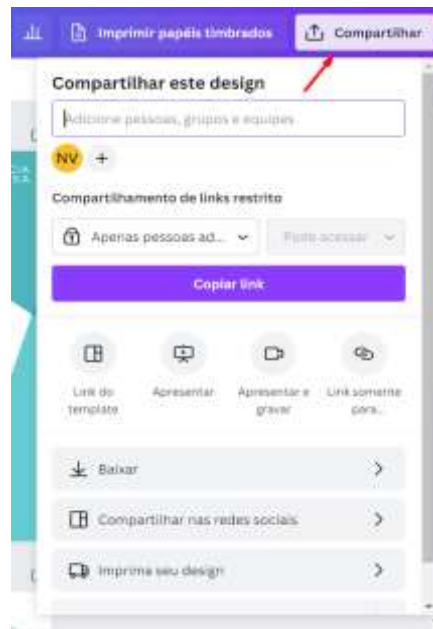 Imprimir papéis timbrados
Compartilhar
Compartilhar este design
Adicione pessoas, grupos e equipes
NV +
Compartilhamento de links restrito
Apenas pessoas ad... Pode acessar
Copiar link
Link do template
Apresentar
Apresentar e gravar
Link somente para...
Baixar
Compartilhar nas redes sociais
Imprima seu design